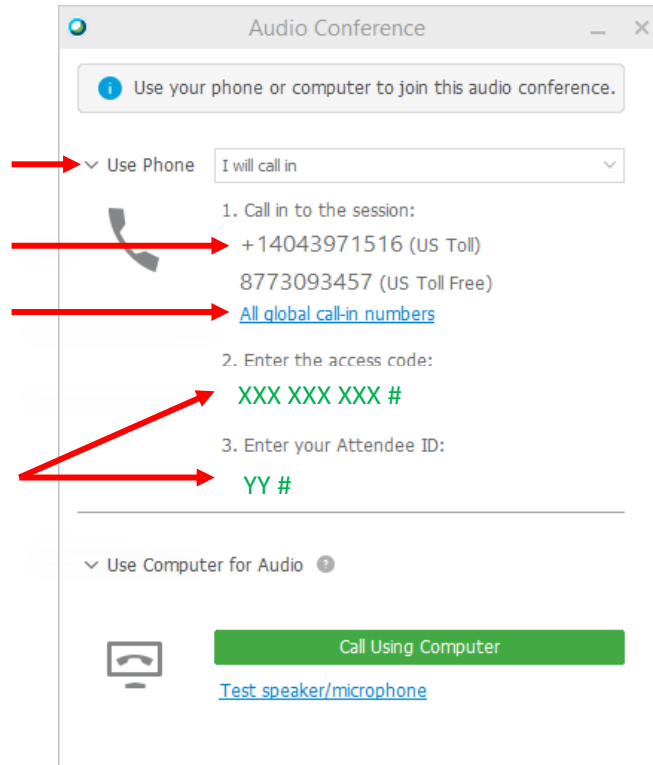 Audio Conference
Use your phone or computer to join this audio conference.
Use Phone
I will call in
1. Call in to the session:
+14043971516 (US Toll)
8773093457 (US Toll Free)
All global call-in numbers
2. Enter the access code:
XXX XXX XXX #
3. Enter your Attendee ID:
YY #
Use Computer for Audio ?
Call Using Computer
Test speaker/microphone